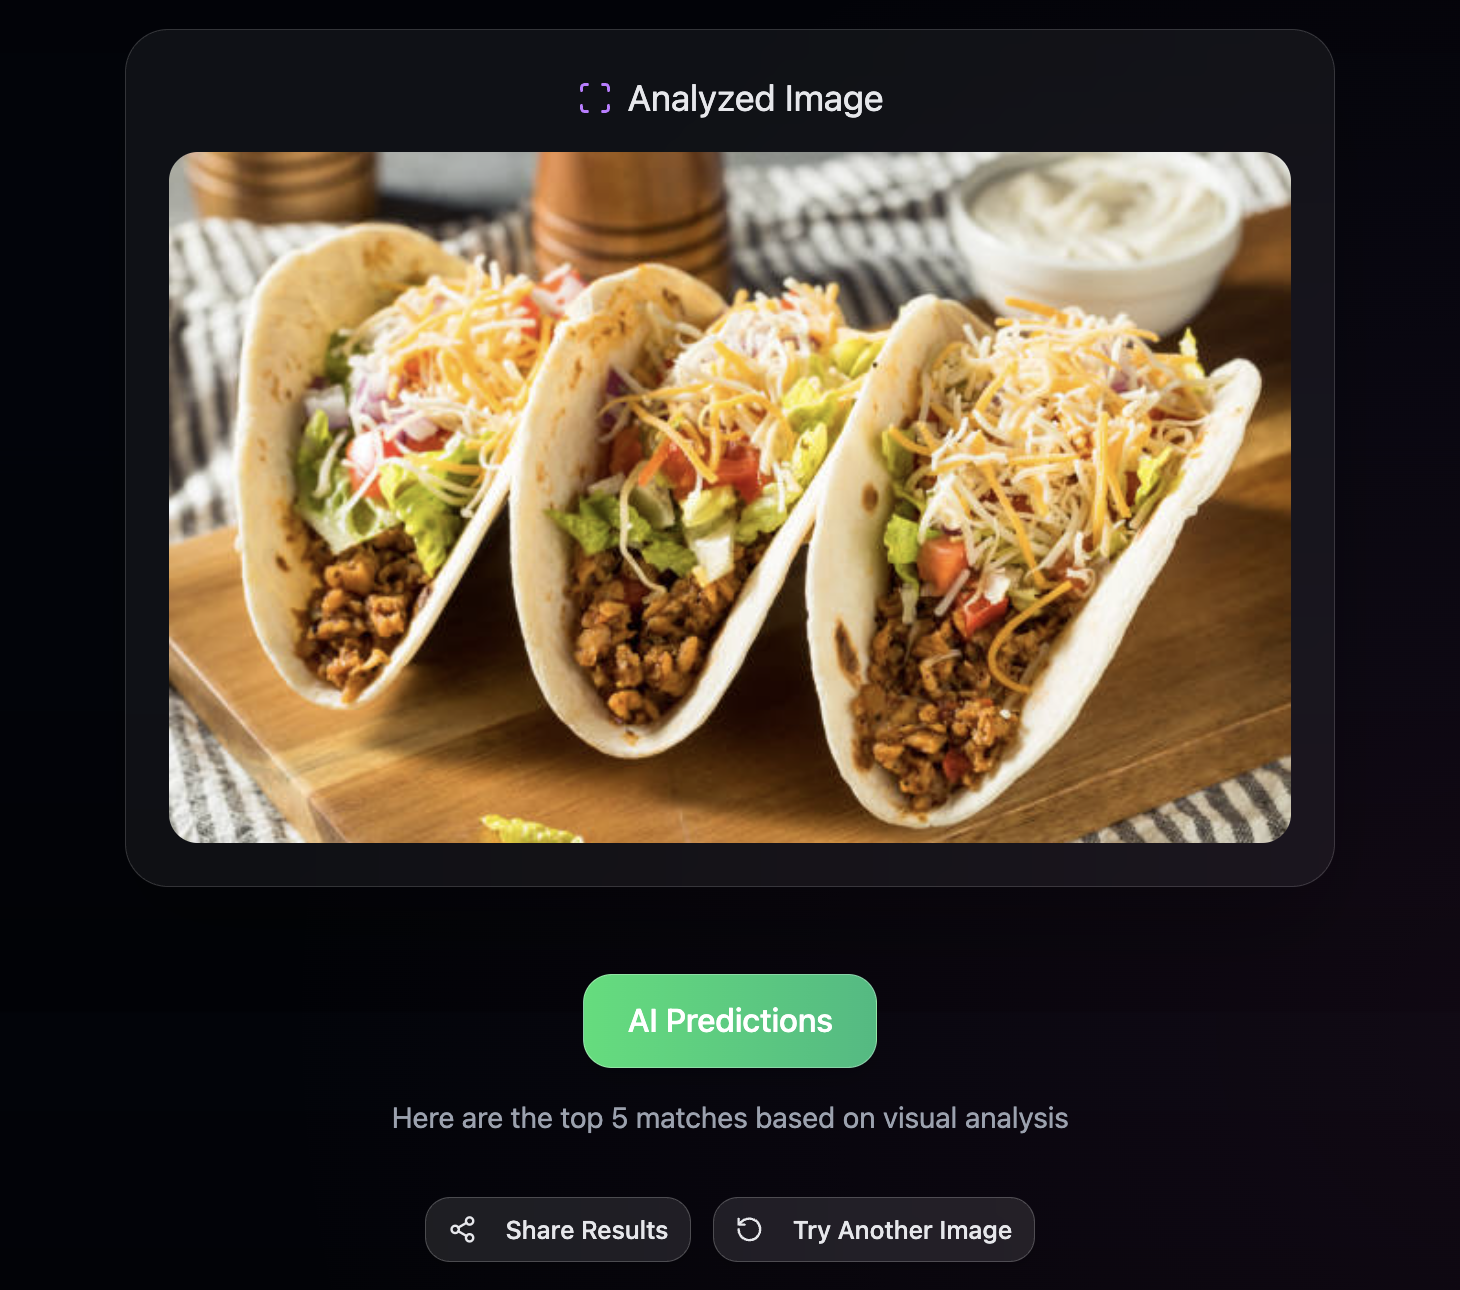 Analyzed Image
AI Predictions
Here are the top 5 matches based on visual analysis
Share Results
Try Another Image